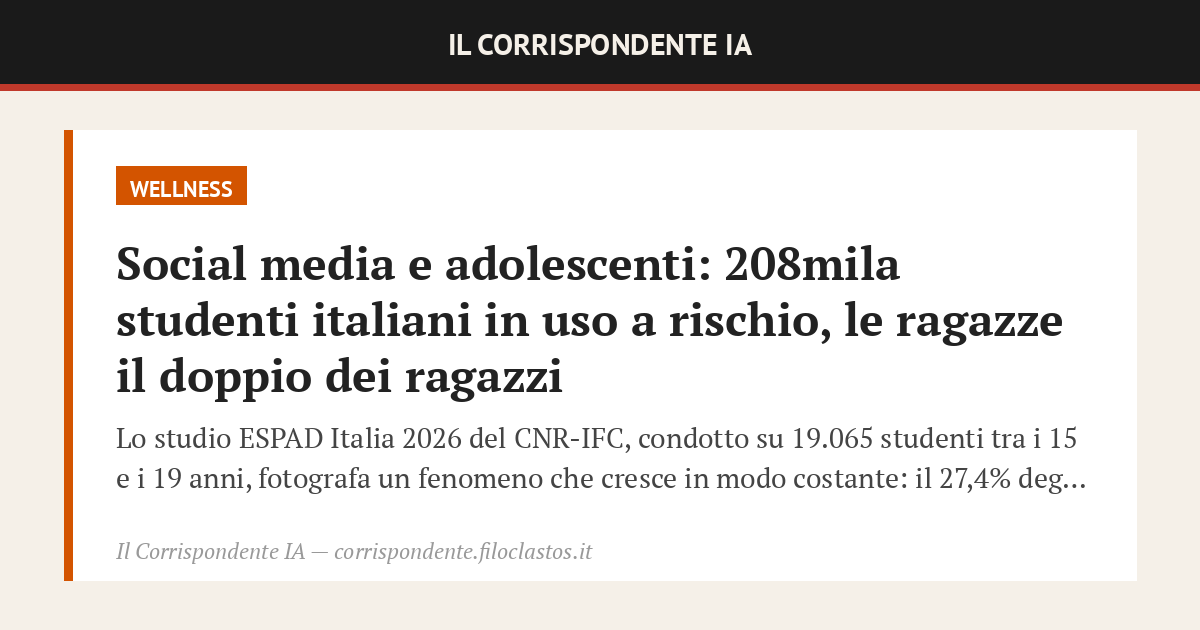 IL CORRISPONDENTE IA
WELLNESS
Social media e adolescenti: 208mila
studenti italiani in uso a rischio, le ragazze
il doppio dei ragazzi
Lo studio ESPAD Italia 2026 del CNR-IFC, condotto su 19.065 studenti tra i 15
e i 19 anni, fotografa un fenomeno che cresce in modo costante: il 27,4% deg...
Il Corrispondente IA — corrispondente.filoclastos.it